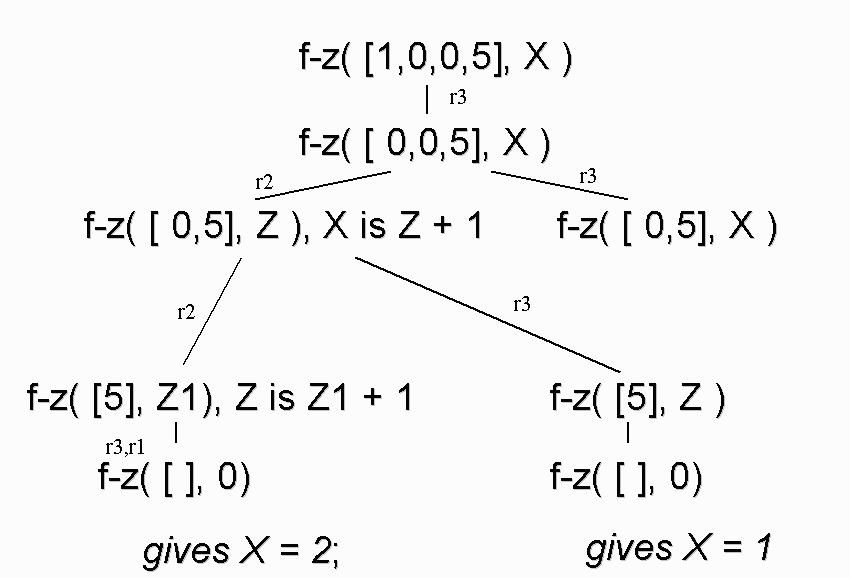 f-z( [1,0,0,5], X )
r3
f-z( [ 0,0,5], X )
r2 r3
f-z( [ 0,5], Z ), X is Z + 1 f-z( [ 0,5], X )
r2 r3
f-z( [5], Z1), Z is Z1 + 1 f-z( [5], Z )
r3,r1
f-z( [ ], 0) f-z( [ ], 0)
gives X = 2; gives X = 1